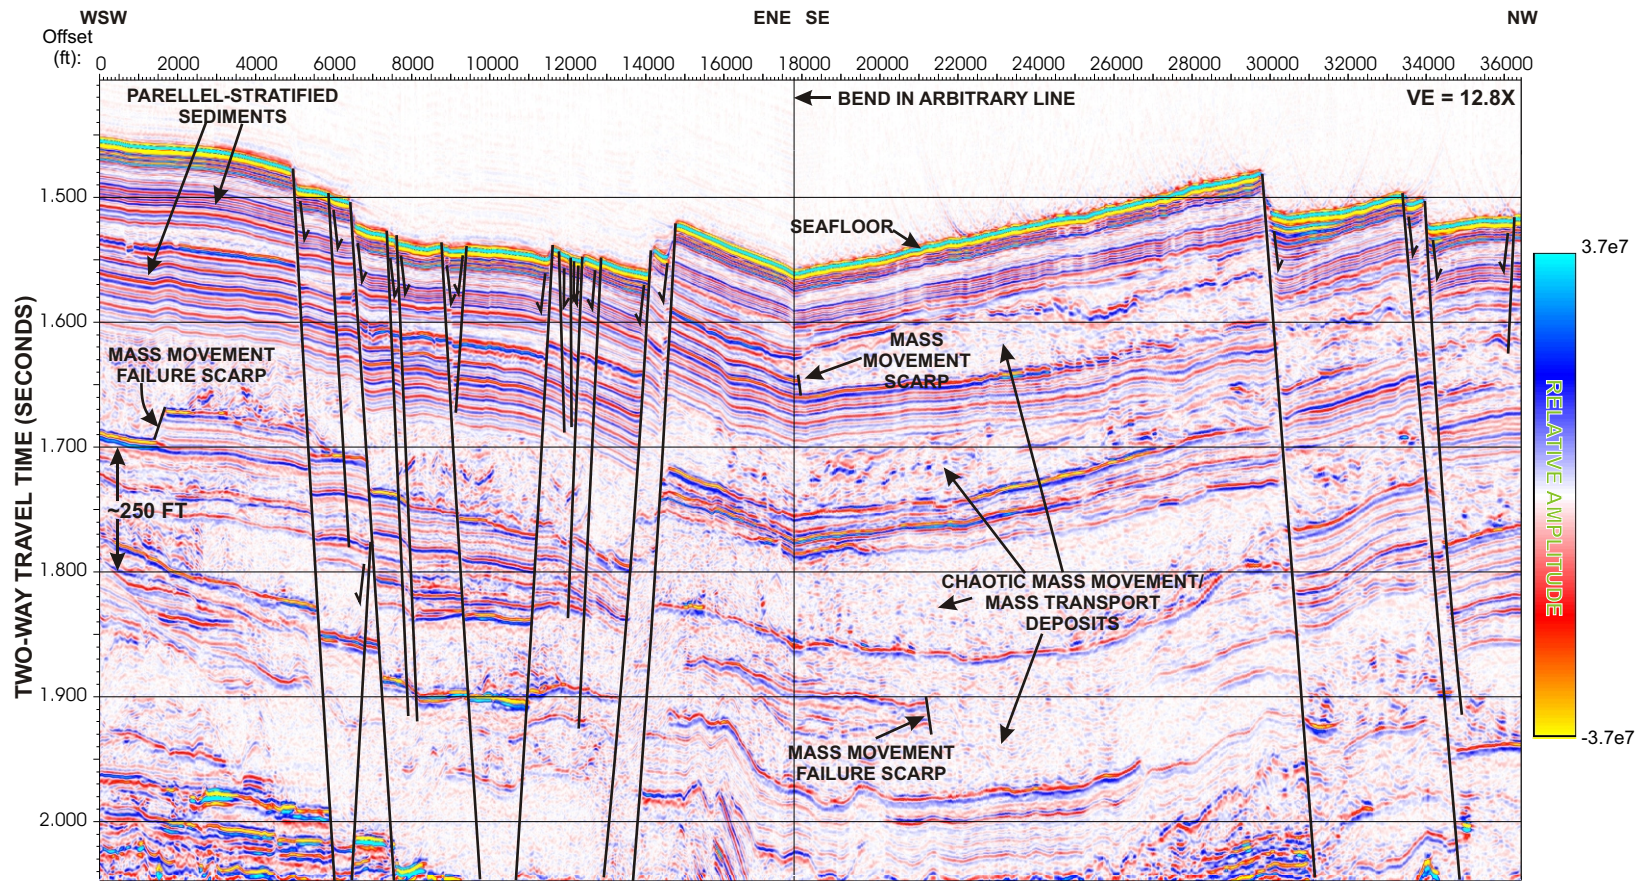 WSW
ENE SE
NW
Offset
(ft):
0 2000 4000 6000 8000 10000 12000 14000 16000 18000 20000 22000 24000 26000 28000 30000 32000 34000 36000
PARELLEL-STRATIFIED
SEDIMENTS
BEND IN ARBITRARY LINE
VE = 12.8X
1.500
SEAFLOOR
3.7e7
1.600
MASS
MOVEMENT
SCARP
MASS MOVEMENT
FAILURE SCARP
1.700
~250 FT
TWO-WAY TRAVEL TIME (SECONDS)
RELATIVE AMPLITUDE
1.800
CHAOTIC MASS MOVEMENT/
MASS TRANSPORT
DEPOSITS
1.900
-3.7e7
MASS MOVEMENT
FAILURE SCARP
2.000